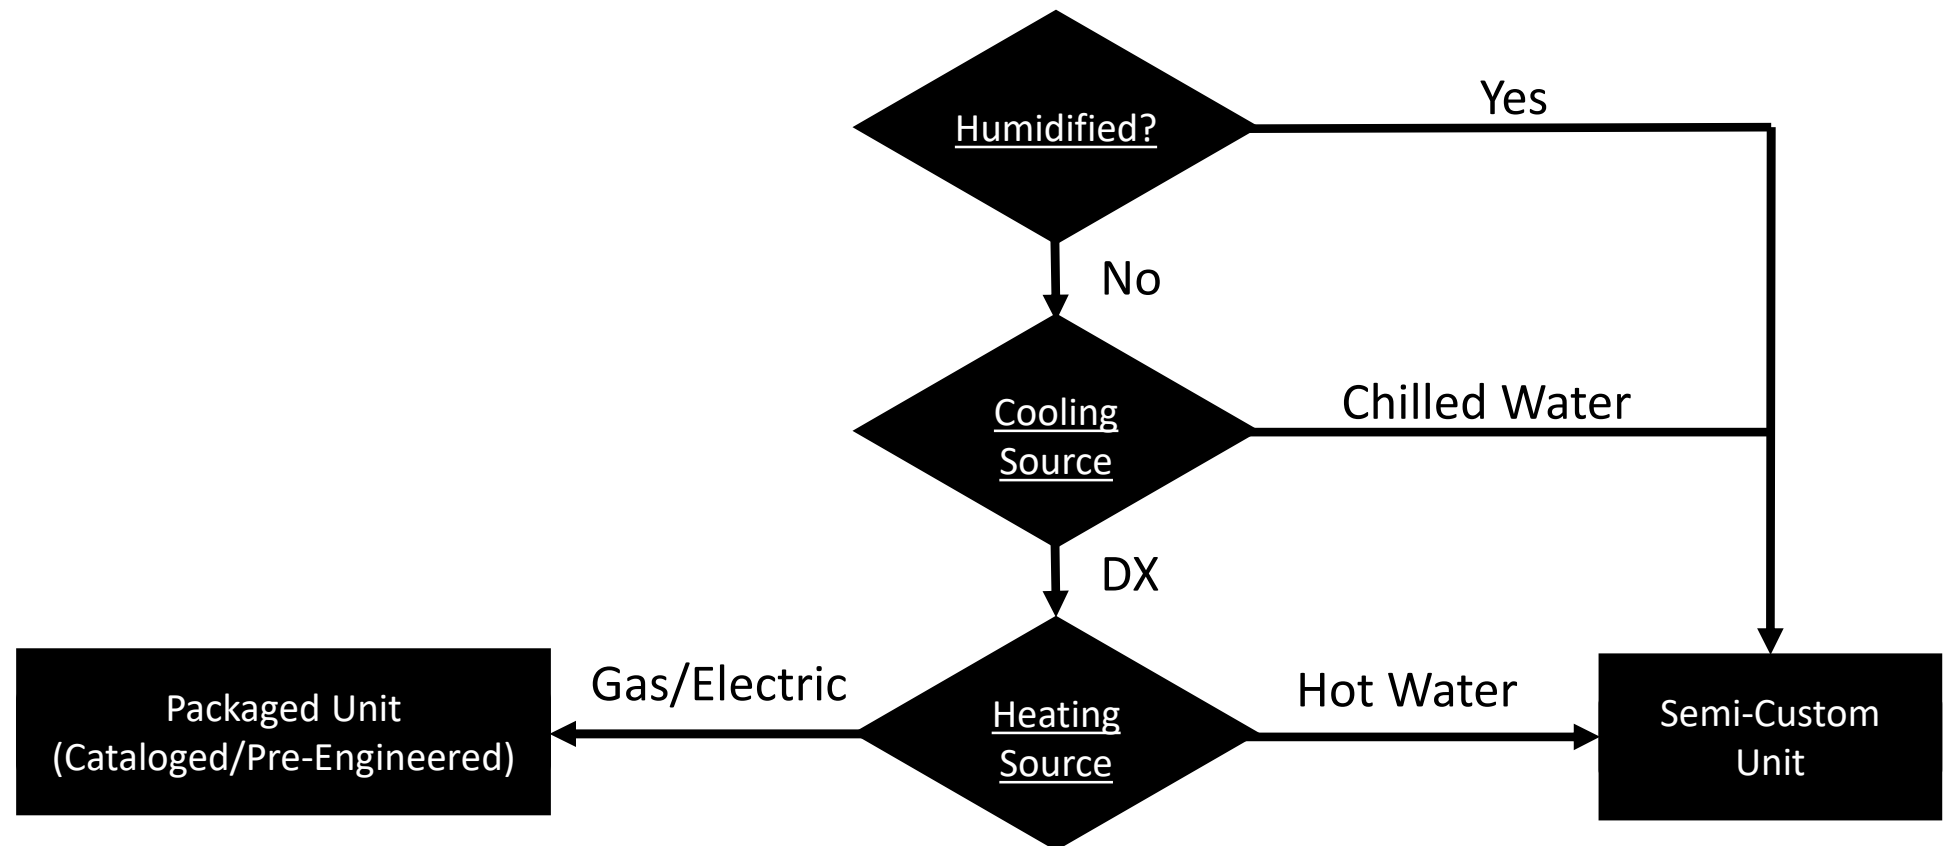 Humidified?
Yes
No
Cooling
Source
Chilled Water
DX
Heating
Source
Gas/Electric
Hot Water
Packaged Unit
(Cataloged/Pre-Engineered)
Semi-Custom
Unit